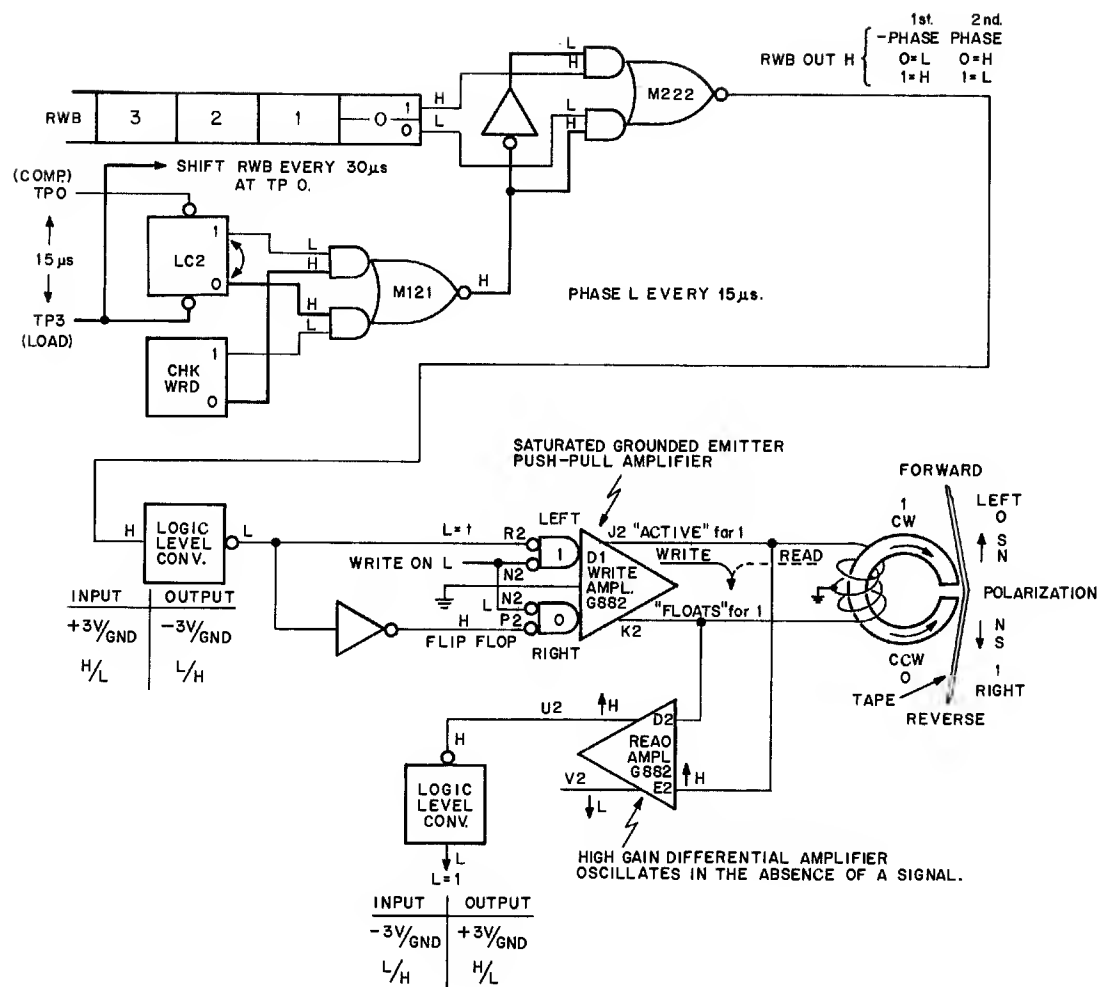 1st. 2nd.
-PHASE PHASE
RWB OUT H { 0=L 0=H
1=H 1=L
L
H
M222
RWB 3 2 1 0 1 0
H
L
L
H
SHIFT RWB EVERY 30µs
AT TP 0.
(COMP)
TP0
15 µs
TP3
(LOAD)
LC2
1
0
L
H
M121
H
H
L
PHASE L EVERY 15µs.
CHK
WRD
1
0
SATURATED GROUNDED EMITTER
PUSH-PULL AMPLIFIER
FORWARD
H
LOGIC
LEVEL
CONV.
L
L=1
R2
LEFT
1
J2 "ACTIVE" for 1
WRITE ON L
N2
D1
WRITE
AMPL.
G882
WRITE
READ
N2
L
P2
0
"FLOATS" for 1
K2
H
FLIP FLOP
RIGHT
1
CW
LEFT
0
S
N
POLARIZATION
N
S
1
RIGHT
CCW
0
TAPE
REVERSE
INPUT OUTPUT
+3V/GND -3V/GND
H/L L/H
U2
H
D2
READ
AMPL
G882
E2
H
V2
L
H
LOGIC
LEVEL
CONV.
L
L=1
HIGH GAIN DIFFERENTIAL AMPLIFIER
OSCILLATES IN THE ABSENCE OF A SIGNAL.
INPUT OUTPUT
-3V/GND +3V/GND
L/H H/L